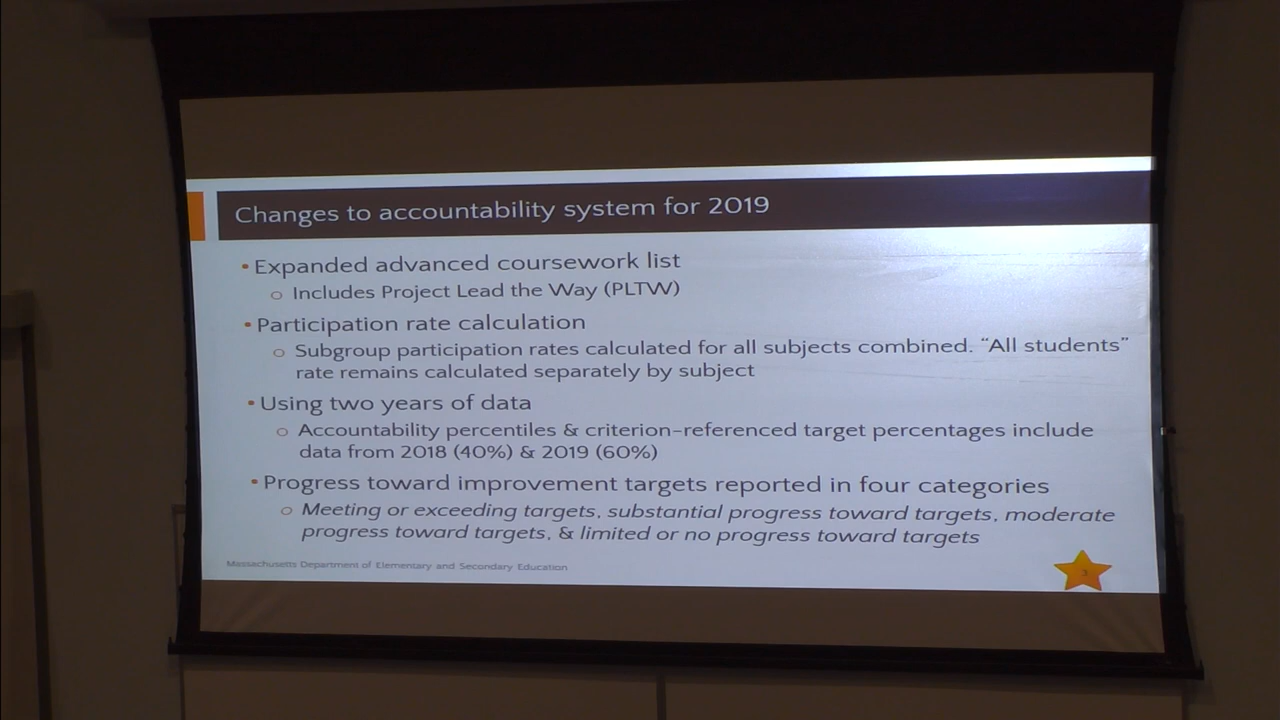 Changes to accountability system for 2019
•Expanded advanced coursework list
○ Includes Project Lead the Way (PLTW)
•Participation rate calculation
○ Subgroup participation rates calculated for all subjects combined. “All students”
rate remains calculated separately by subject
•Using two years of data
○ Accountability percentiles & criterion-referenced target percentages include
data from 2018 (40%) & 2019 (60%)
•Progress toward improvement targets reported in four categories
○ Meeting or exceeding targets, substantial progress toward targets, moderate
progress toward targets, & limited or no progress toward targets
Massachusetts Department of Elementary and Secondary Education
3